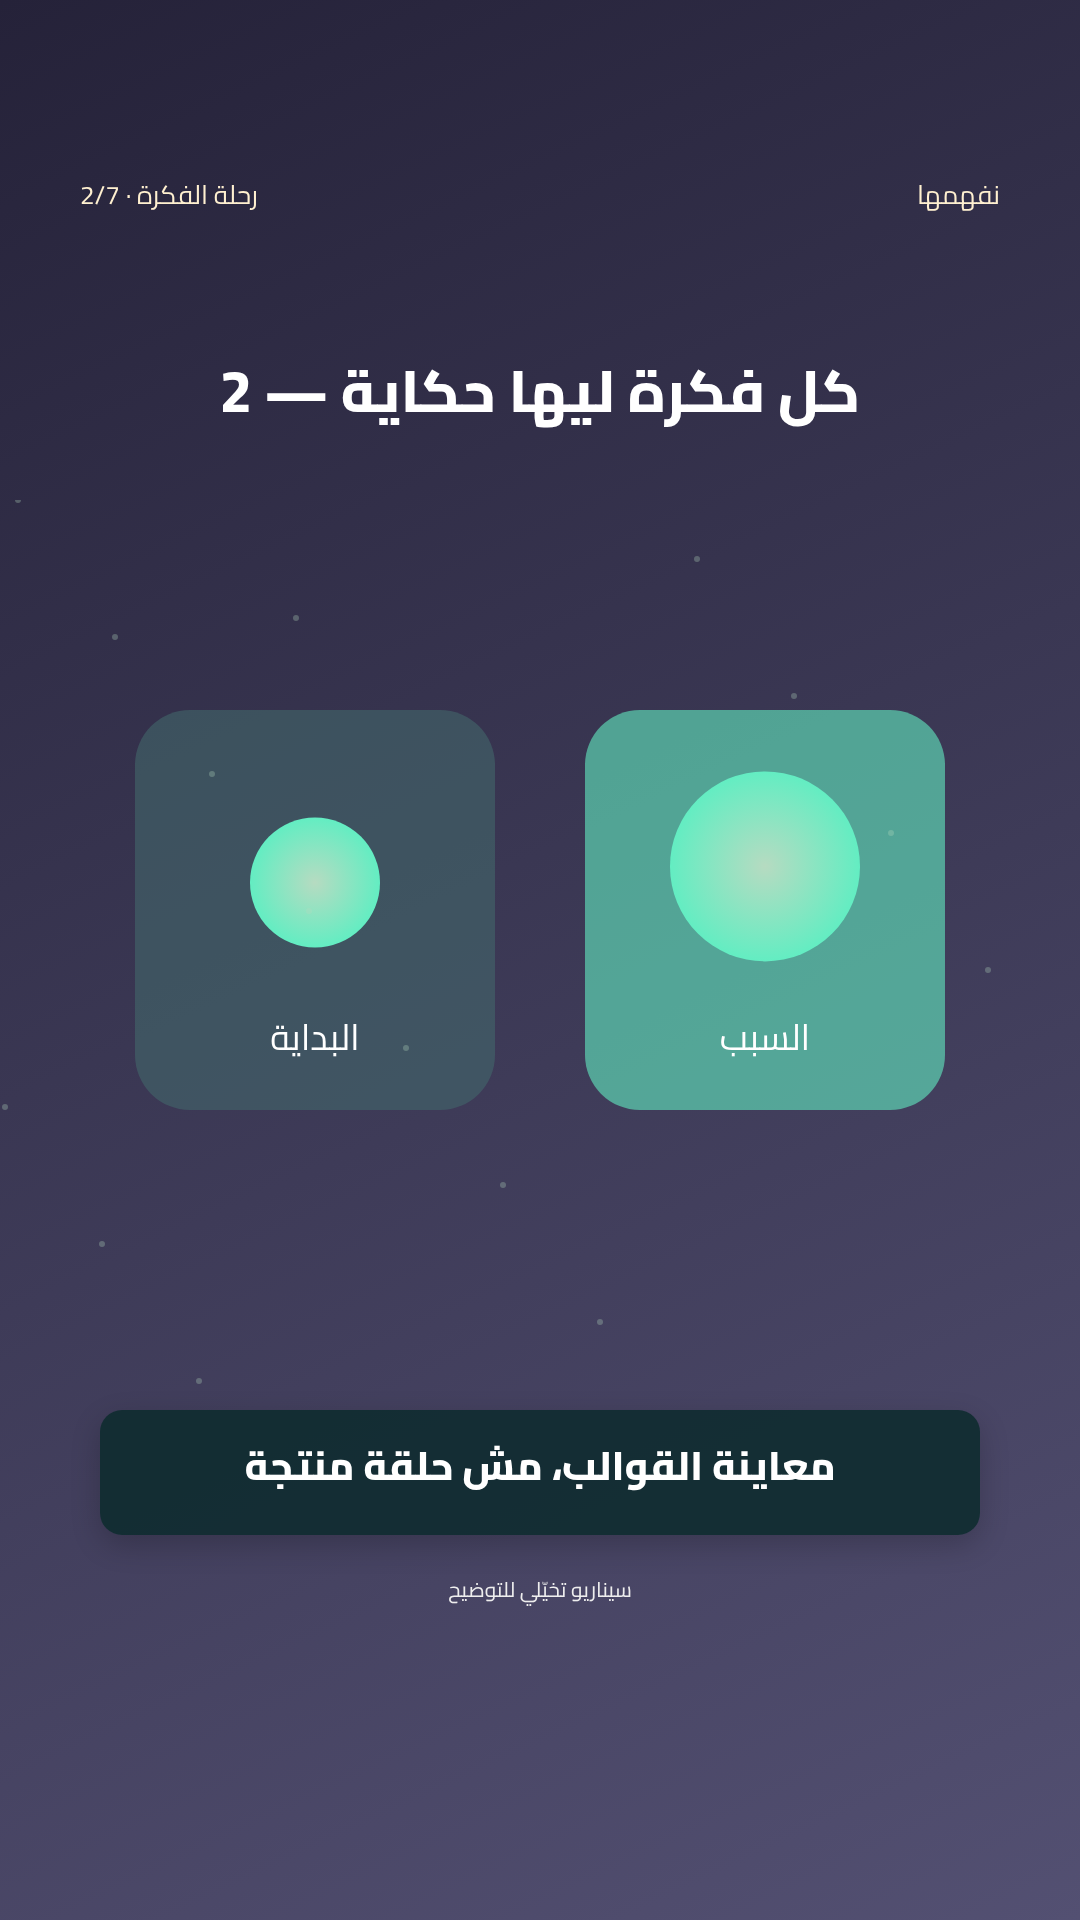 نفهمها
رحلة الفكرة · 2/7
كل فكرة ليها حكاية — 2
السبب
البداية
معاينة القوالب، مش حلقة منتجة
سيناريو تخيّلي للتوضيح